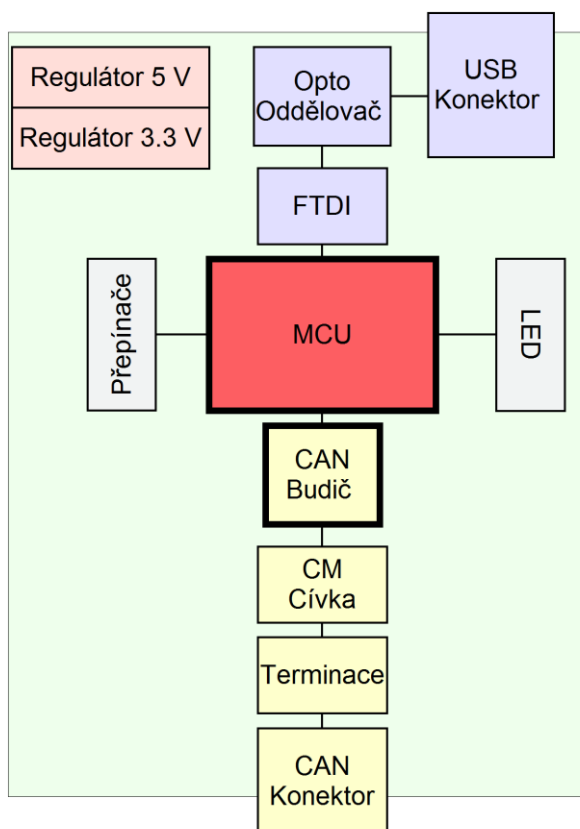 Regulátor 5 V
Regulátor 3.3 V
Opto
Oddělovač
USB
Konektor
FTDI
Přepínače
MCU
LED
CAN
Budič
CM
Cívka
Terminace
CAN
Konektor